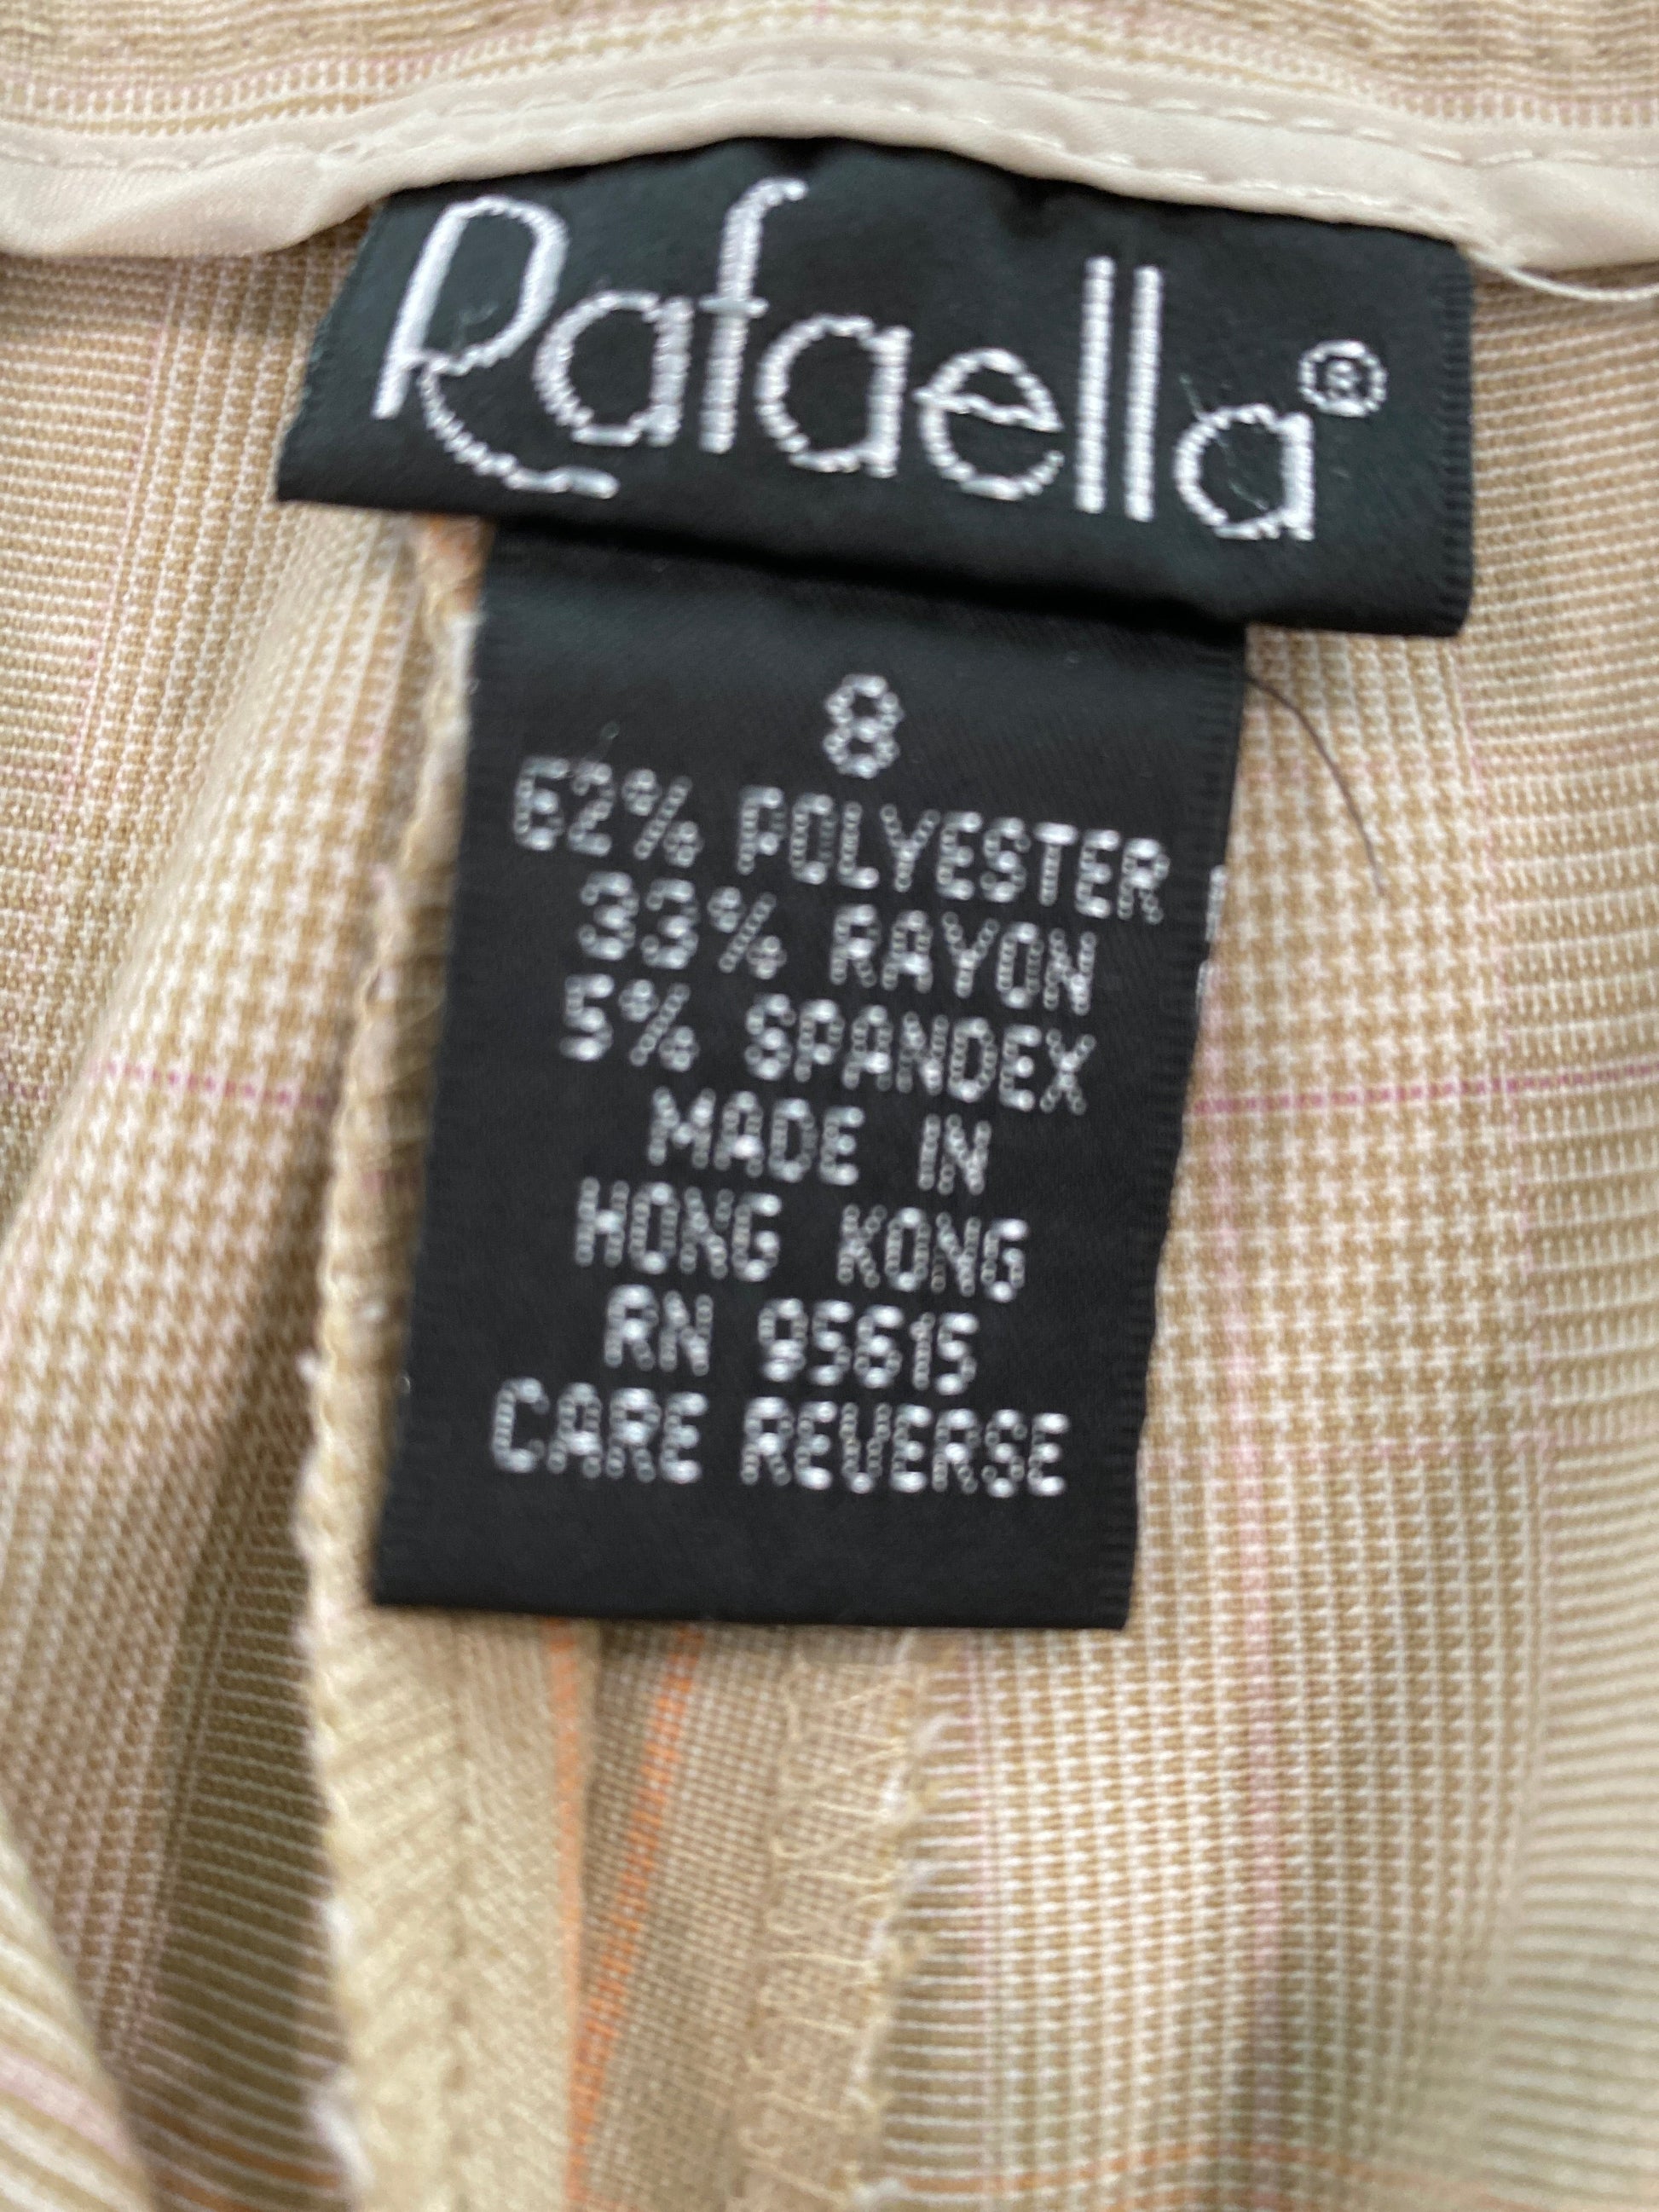 Rafaella®
8
62% POLYESTER
33% RAYON
5% SPANDEX
MADE IN
HONG KONG
RN 95615
CARE REVERSE